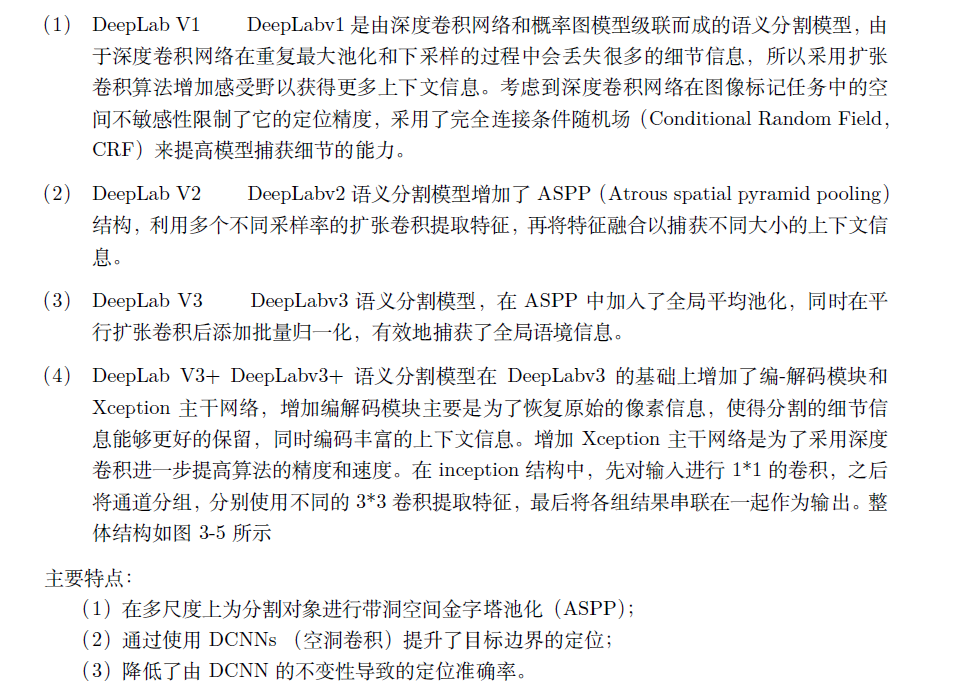 (1) DeepLab V1 DeepLabv1 是由深度卷积网络和概率图模型级联而成的语义分割模型，由
于深度卷积网络在重复最大池化和下采样的过程中会丢失很多的细节信息，所以采用扩张
卷积算法增加感受野以获得更多上下文信息。考虑到深度卷积网络在图像标记任务中的空
间不敏感性限制了它的定位精度，采用了完全连接条件随机场（Conditional Random Field，
CRF）来提高模型捕获细节的能力。
(2) DeepLab V2 DeepLabv2 语义分割模型增加了 ASPP（Atrous spatial pyramid pooling）
结构，利用多个不同采样率的扩张卷积提取特征，再将特征融合以捕获不同大小的上下文信
息。
(3) DeepLab V3 DeepLabv3 语义分割模型，在 ASPP 中加入了全局平均池化，同时在平
行扩张卷积后添加批量归一化，有效地捕获了全局语境信息。
(4) DeepLab V3+ DeepLabv3+ 语义分割模型在 DeepLabv3 的基础上增加了编-解码模块和
Xception 主干网络，增加编解码模块主要是为了恢复原始的像素信息，使得分割的细节信
息能够更好的保留，同时编码丰富的上下文信息。增加 Xception 主干网络是为了采用深度
卷积进一步提高算法的精度和速度。在 inception 结构中，先对输入进行 1*1 的卷积，之后
将通道分组，分别使用不同的 3*3 卷积提取特征，最后将各组结果串联在一起作为输出。整
体结构如图 3-5 所示
主要特点：
（1）在多尺度上为分割对象进行带洞空间金字塔池化（ASPP）；
（2）通过使用 DCNNs （空洞卷积）提升了目标边界的定位；
（3）降低了由 DCNN 的不变性导致的定位准确率。